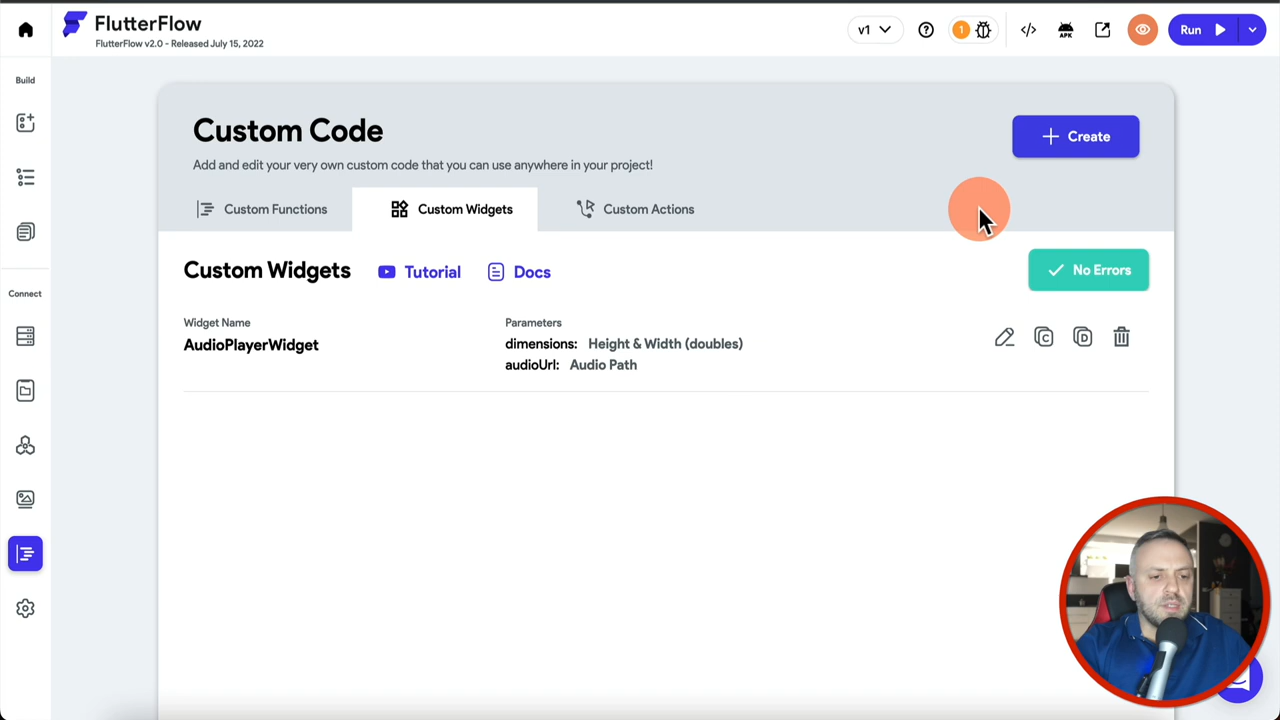 FlutterFlow
FlutterFlow v2.0 - Released July 15, 2022
v1
1
APK
Run
Build
Connect
Custom Code
Add and edit your very own custom code that you can use anywhere in your project!
Create
Custom Functions
Custom Widgets
Custom Actions
Custom Widgets
Tutorial
Docs
No Errors
Widget Name
AudioPlayerWidget
Parameters
dimensions: Height & Width (doubles)
audioUrl: Audio Path
C
D